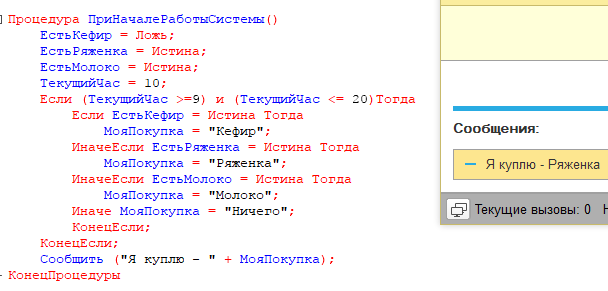 Процедура ПриНачалеРаботыСистемы()
ЕстьКефир = Ложь;
ЕстьРяженка = Истина;
ЕстьМолоко = Истина;
ТекущийЧас = 10;
Если (ТекущийЧас >=9) и (ТекущийЧас <= 20)Тогда
Если ЕстьКефир = Истина Тогда
МояПокупка = "Кефир";
ИначеЕсли ЕстьРяженка = Истина Тогда
МояПокупка = "Ряженка";
ИначеЕсли ЕстьМолоко = Истина Тогда
МояПокупка = "Молоко";
Иначе МояПокупка = "Ничего";
КонецЕсли;
КонецЕсли;
Сообщить ("Я куплю - " + МояПокупка);
КонецПроцедуры
Сообщения:
Я куплю - Ряженка
Текущие вызовы: 0